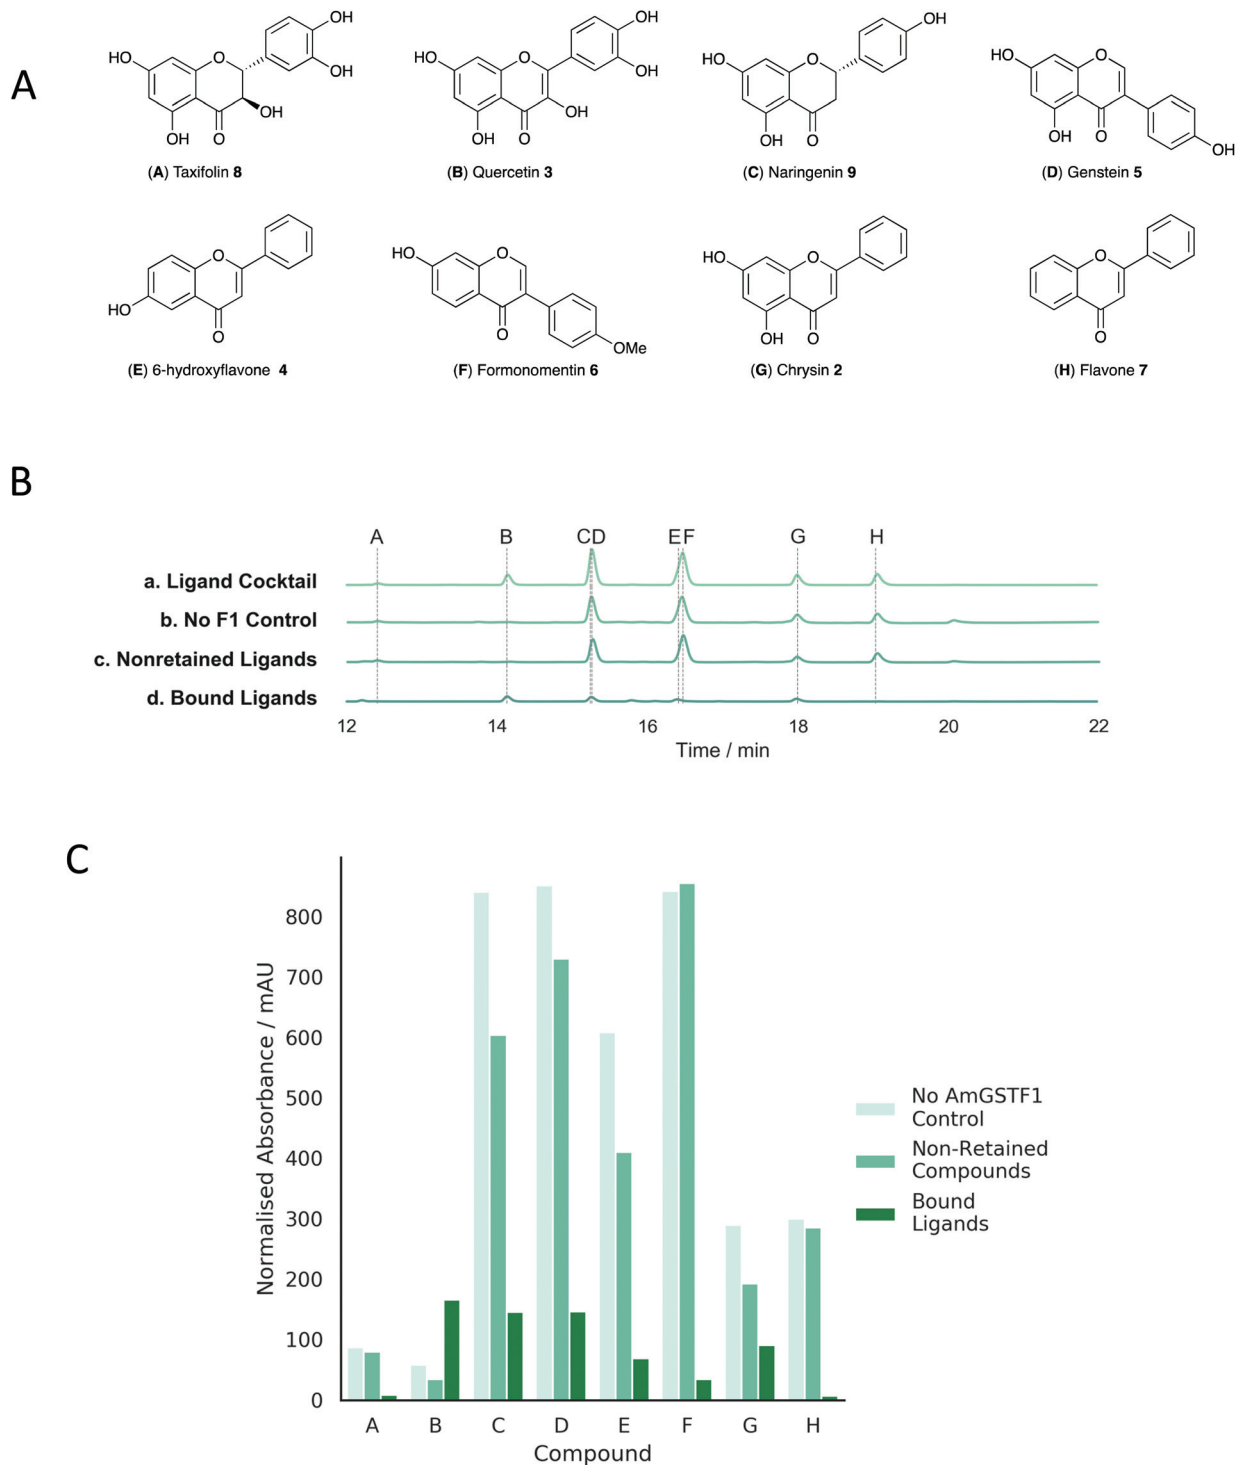 A
OH
HO
O
OH
OH
OH
O
(A) Taxifolin 8
OH
HO
O
OH
OH
OH
O
(B) Quercetin 3
OH
HO
O
OH
O
(C) Naringenin 9
HO
O
OH
O
OH
(D) Genstein 5
O
HO
O
(E) 6-hydroxyflavone 4
HO
O
O
OMe
(F) Formonomentin 6
HO
O
OH
O
(G) Chrysin 2
O
O
(H) Flavone 7
B
A B CD EF G H
a. Ligand Cocktail
b. No F1 Control
c. Nonretained Ligands
d. Bound Ligands
12 14 16 18 20 22
Time / min
C
Normalised Absorbance / mAU
800
700
600
500
400
300
200
100
0
A B C D E F G H
Compound
No AmGSTF1
Control
Non-Retained
Compounds
Bound
Ligands